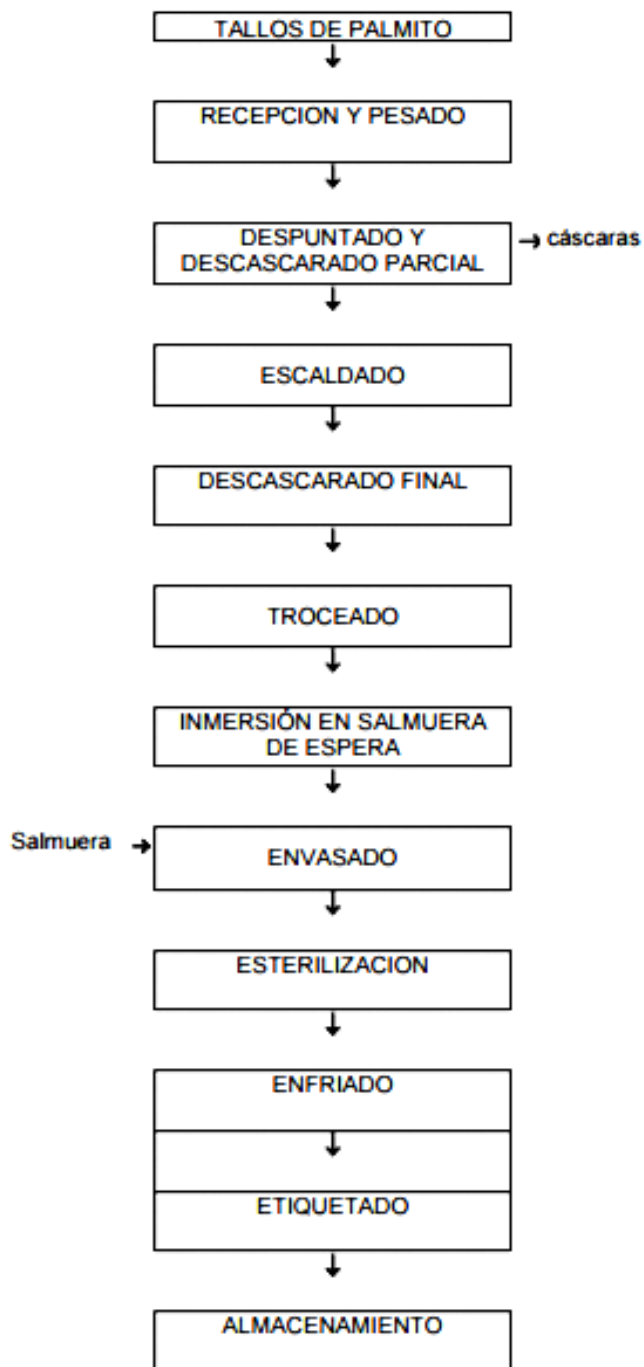 TALLOS DE PALMITO
RECEPCION Y PESADO
DESPUNTADO Y
DESCASCARADO PARCIAL
cáscaras
ESCALDADO
DESCASCARADO FINAL
TROCEADO
INMERSIÓN EN SALMUERA
DE ESPERA
Salmuera
ENVASADO
ESTERILIZACION
ENFRIADO
ETIQUETADO
ALMACENAMIENTO